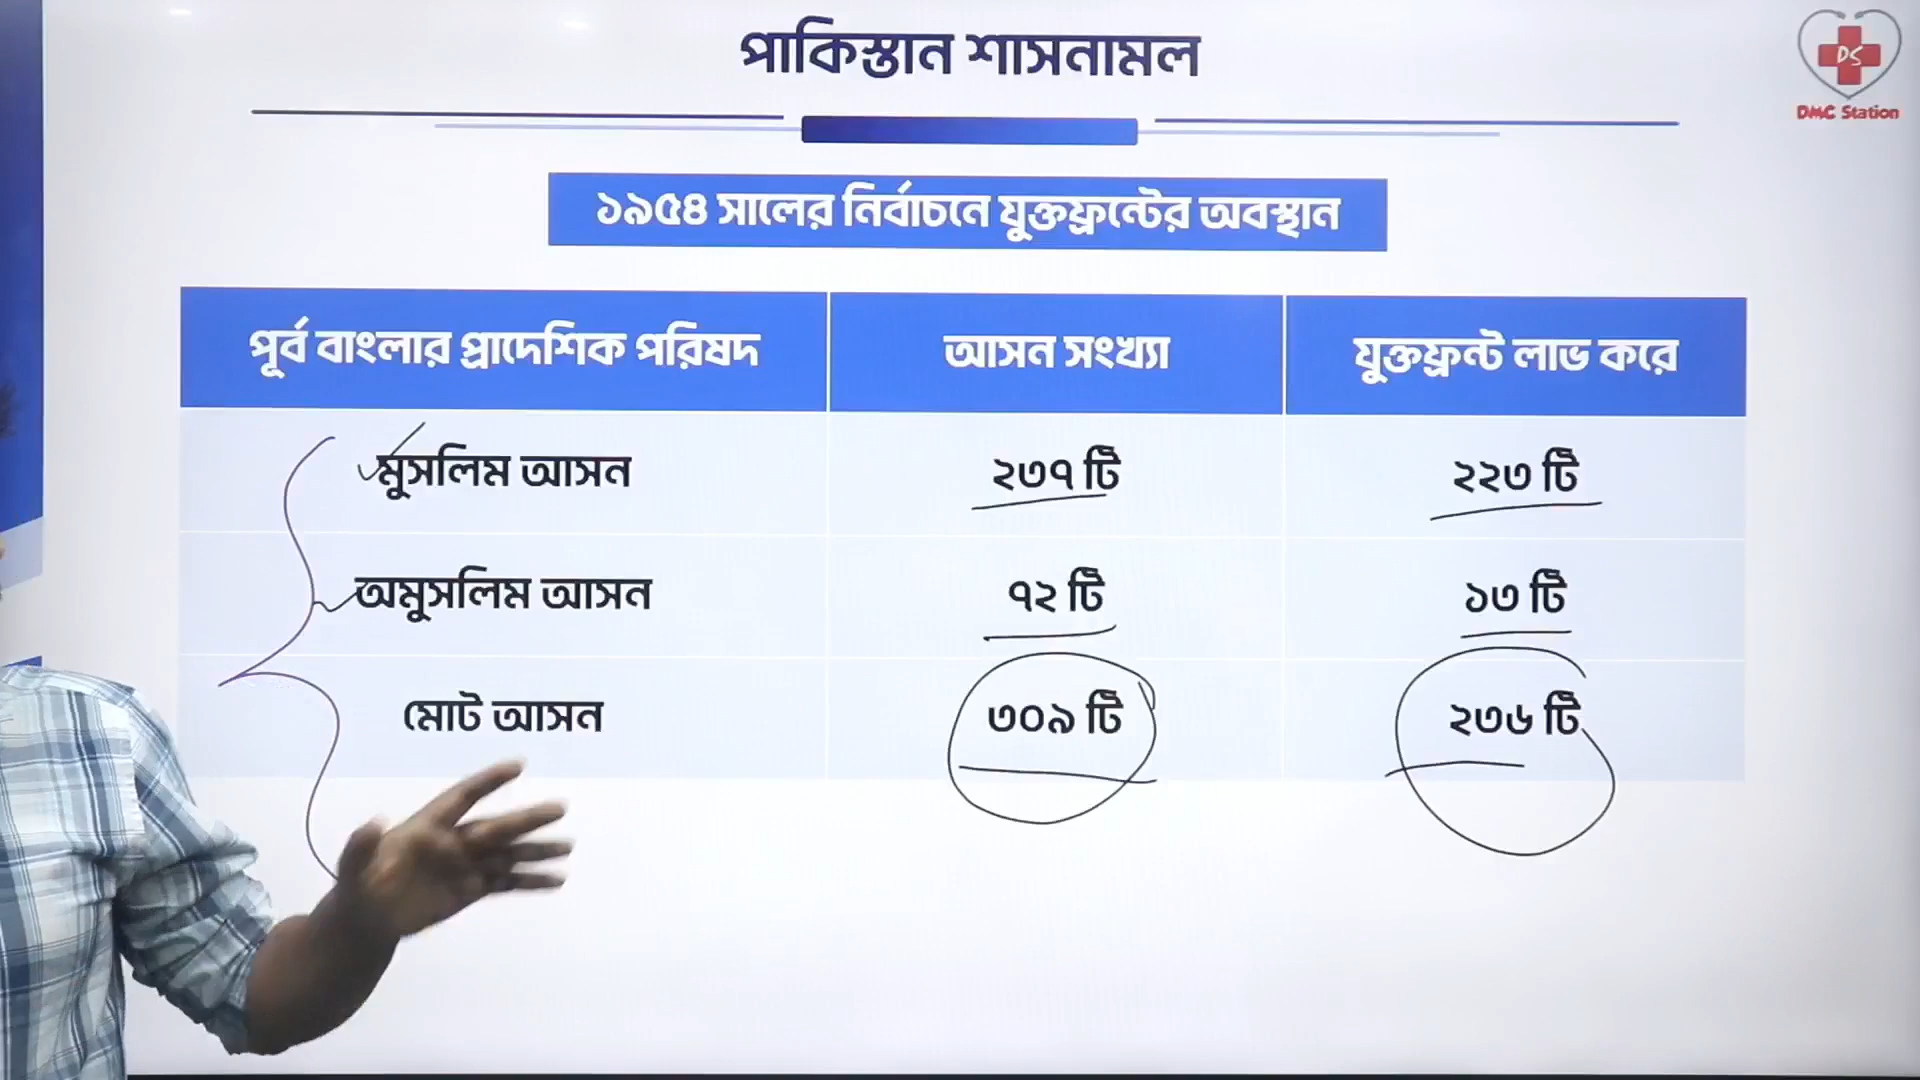 পাকিস্তান শাসনামল
DS
DMC Station
১৯৫৪ সালের নির্বাচনে যুক্তফ্রন্টের অবস্থান
পূর্ব বাংলার প্রাদেশিক পরিষদ আসন সংখ্যা যুক্তফ্রন্ট লাভ করে
মুসলিম আসন ২৩৭ টি ২২৩ টি
অমুসলিম আসন ৭২ টি ১৩ টি
মোট আসন ৩০৯ টি ২৩৬ টি